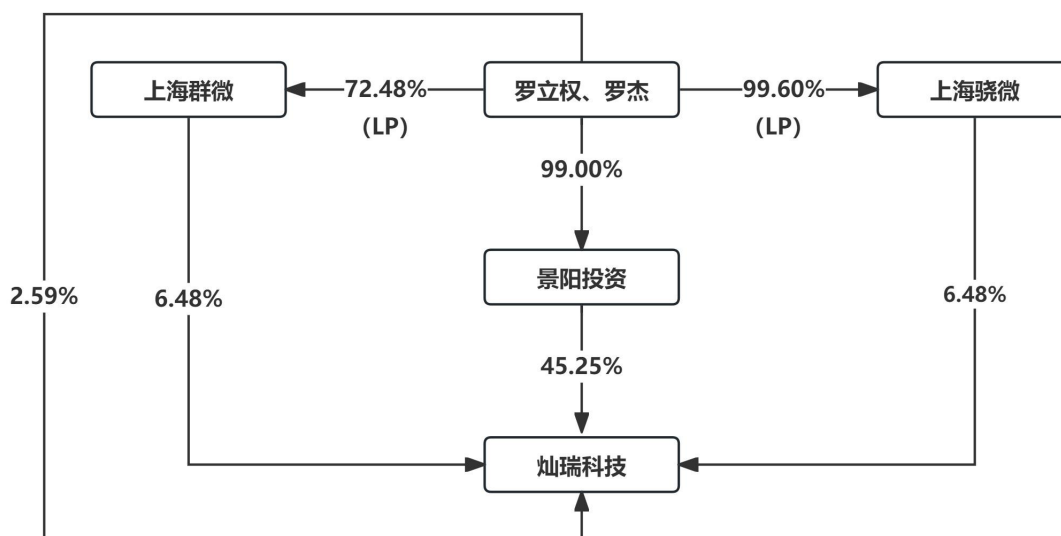 上海群微
72.48%
(LP)
罗立权、罗杰
99.60%
(LP)
上海骁微
99.00%
景阳投资
2.59%
6.48%
6.48%
45.25%
灿瑞科技